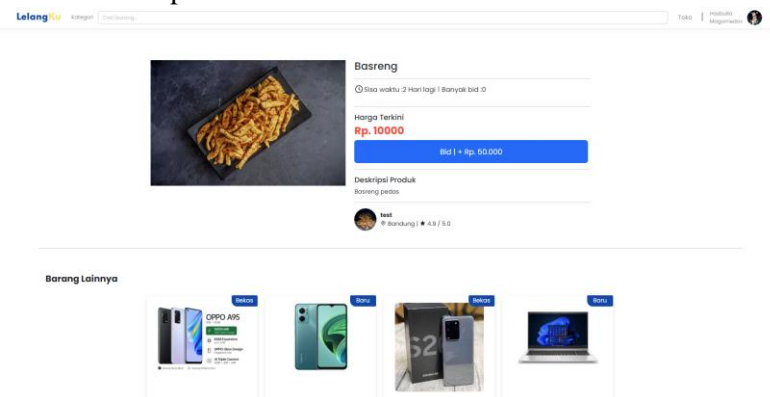 LelangKu Kategori Cari Barang... Toko | Hasbulla
Magomedov
Basreng
Sisa waktu :2 Hari lagi | Banyak bid :0
Harga Terkini
Rp. 10000
Bid | + Rp. 50.000
Deskripsi Produk
Basreng pedas
test
Bandung | ★ 4.9 / 5.0
Barang Lainnya
Bekas Baru Bekas Baru
OPPO A95
S2